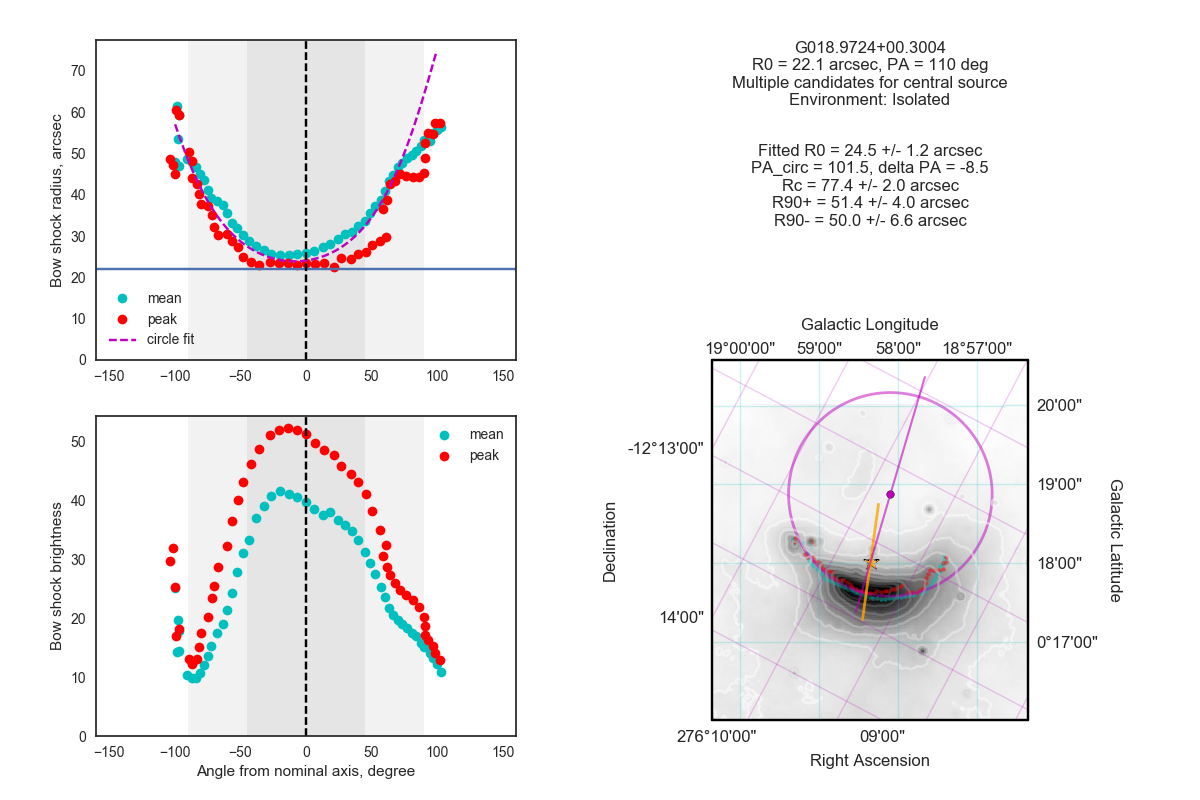 70
60
50
40
30
20
10
0
Bow shock radius, arcsec
mean
peak
circle fit
−150 −100 −50 0 50 100 150
50
40
30
20
10
0
Bow shock brightness
mean
peak
−150 −100 −50 0 50 100 150
Angle from nominal axis, degree
G018.9724+00.3004
R0 = 22.1 arcsec, PA = 110 deg
Multiple candidates for central source
Environment: Isolated
Fitted R0 = 24.5 +/- 1.2 arcsec
PA_circ = 101.5, delta PA = -8.5
Rc = 77.4 +/- 2.0 arcsec
R90+ = 51.4 +/- 4.0 arcsec
R90- = 50.0 +/- 6.6 arcsec
Galactic Longitude
19°00'00" 59'00" 58'00" 18°57'00"
20'00"
-12°13'00"
19'00"
Galactic Latitude
Declination
18'00"
14'00"
0°17'00"
276°10'00" 09'00"
Right Ascension